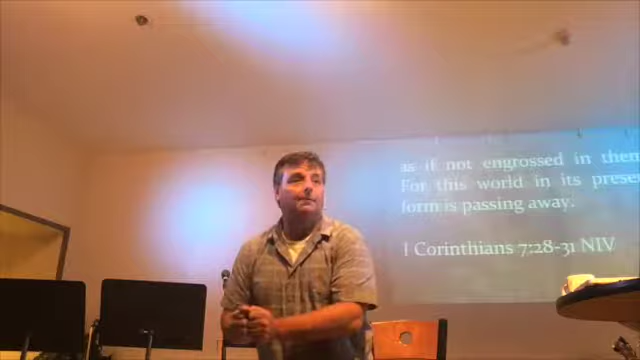 as if not engrossed in them
For this world in its prese
form is passing away.
1 Corinthians 7:28-31 NIV